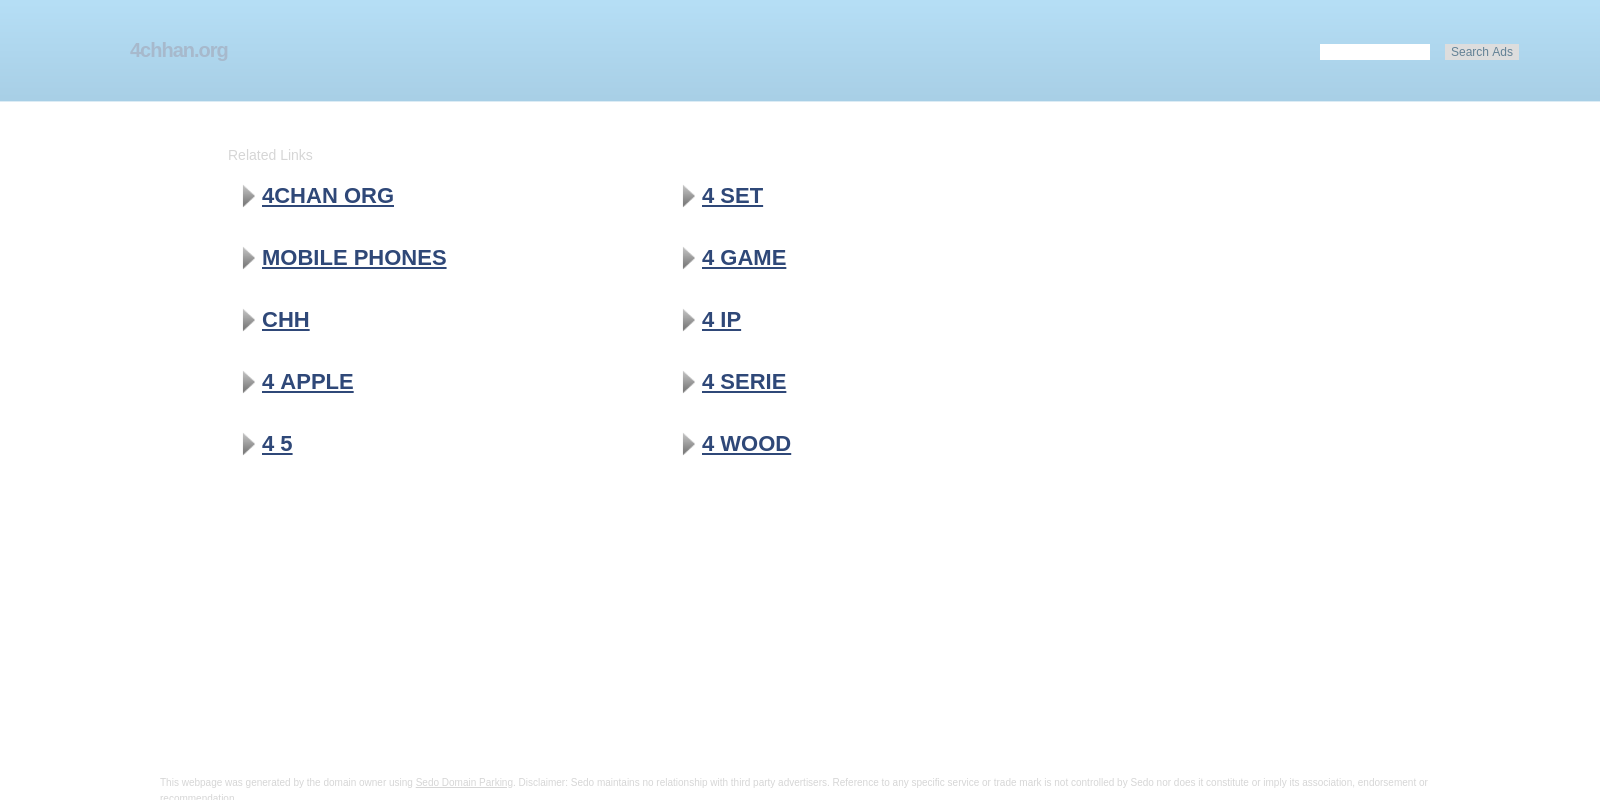 4chhan.org
Search Ads
Related Links
4CHAN ORG
4 SET
MOBILE PHONES
4 GAME
CHH
4 IP
4 APPLE
4 SERIE
4 5
4 WOOD
This webpage was generated by the domain owner using Sedo Domain Parking. Disclaimer: Sedo maintains no relationship with third party advertisers. Reference to any specific service or trade mark is not controlled by Sedo nor does it constitute or imply its association, endorsement or
recommendation.